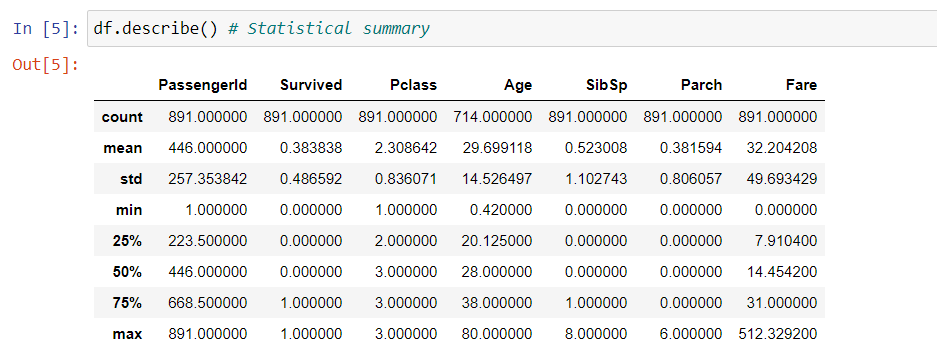 In [5]: df.describe() # Statistical summary
Out[5]:
PassengerId Survived Pclass Age SibSp Parch Fare
count 891.000000 891.000000 891.000000 714.000000 891.000000 891.000000 891.000000
mean 446.000000 0.383838 2.308642 29.699118 0.523008 0.381594 32.204208
std 257.353842 0.486592 0.836071 14.526497 1.102743 0.806057 49.693429
min 1.000000 0.000000 1.000000 0.420000 0.000000 0.000000 0.000000
25% 223.500000 0.000000 2.000000 20.125000 0.000000 0.000000 7.910400
50% 446.000000 0.000000 3.000000 28.000000 0.000000 0.000000 14.454200
75% 668.500000 1.000000 3.000000 38.000000 1.000000 0.000000 31.000000
max 891.000000 1.000000 3.000000 80.000000 8.000000 6.000000 512.329200